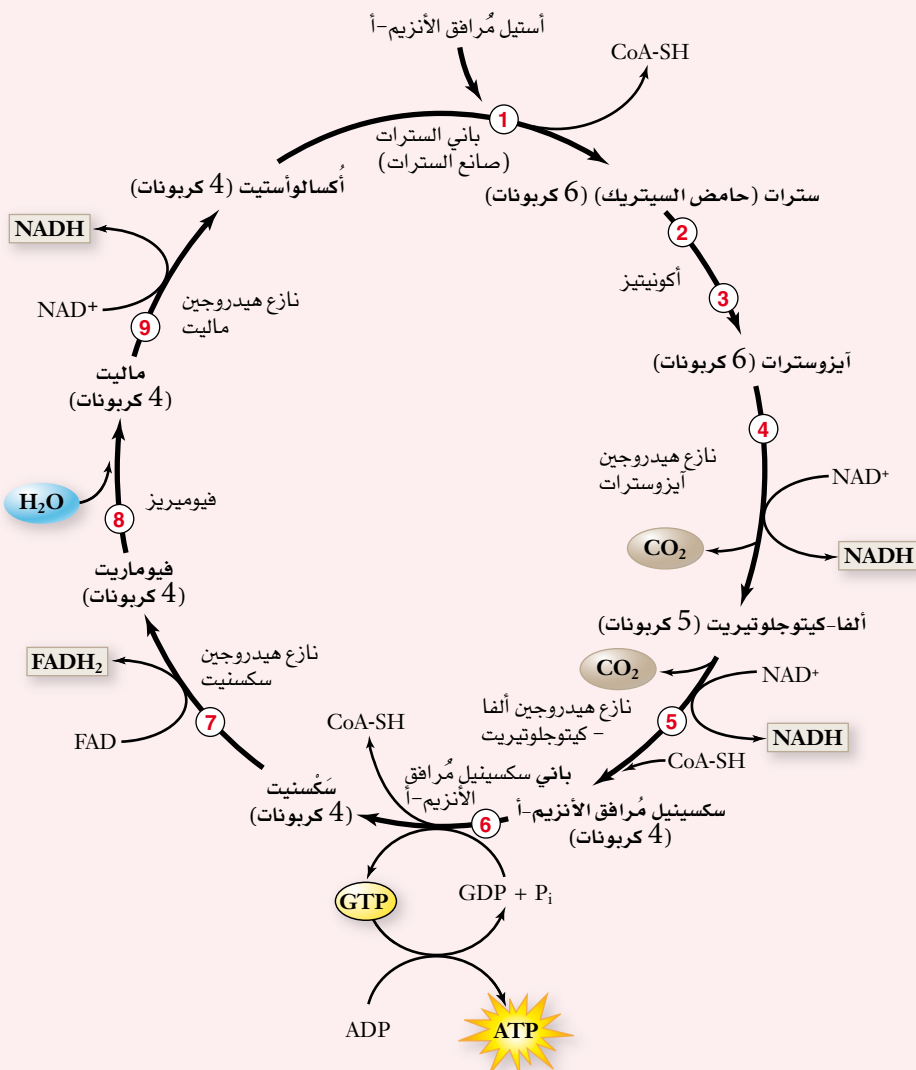 أستيل مُرافق الأنزيم-أ
CoA-SH
1
باني السترات
(صانع السترات)
أُكسالوأستيت (4 كربونات)
سترات (حامض السيتريك) (6 كربونات)
2
أكونيتيز
3
آيزوسترات (6 كربونات)
4
نازع هيدروجين
آيزوسترات
NAD+
CO2
NADH
ألفا-كيتوجلوتيريت (5 كربونات)
CO2
NAD+
نازع هيدروجين ألفا
- كيتوجلوتيريت
5
NADH
CoA-SH
سكسينيل مُرافق الأنزيم-أ
(4 كربونات)
باني سكسينيل مُرافق
الأنزيم-أ
6
CoA-SH
GTP
GDP + Pi
ADP
ATP
سَكْسنيت
(4 كربونات)
7
نازع هيدروجين
سكسنيت
FAD
FADH2
فيوماريت
(4 كربونات)
8
فيوميريز
H2O
ماليت
(4 كربونات)
9
نازع هيدروجين
ماليت
NAD+
NADH